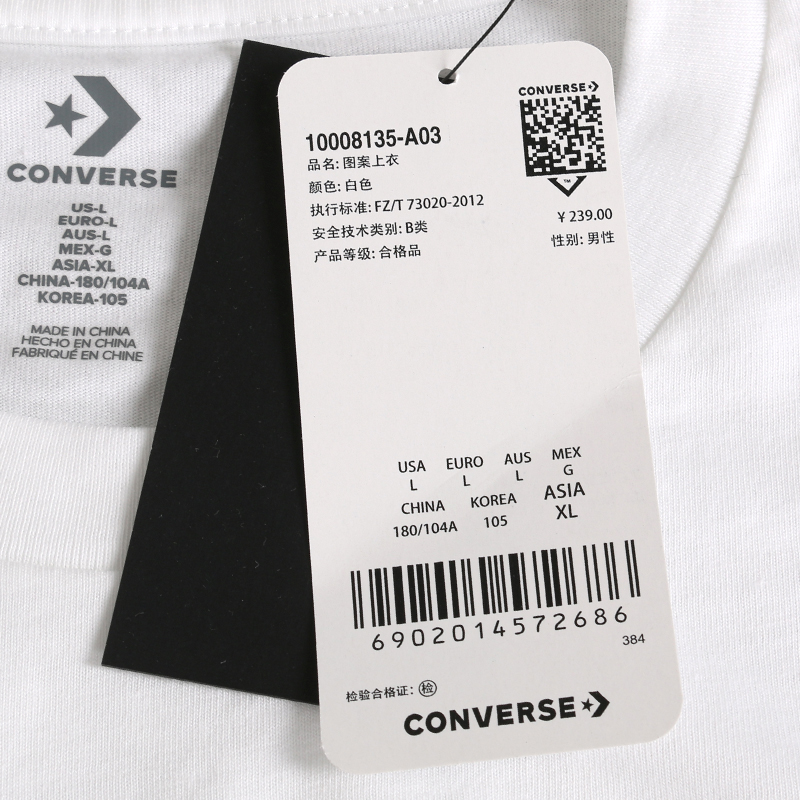 CONVERSE
US-L
EURO-L
AUS-L
MEX-G
ASIA-XL
CHINA-180/104A
KOREA-105
MADE IN CHINA
HECHO EN CHINA
FABRIQUÉ EN CHINE
CONVERSE
10008135-A03
品名: 图案上衣
颜色: 白色
执行标准: FZ/T 73020-2012
安全技术类别: B类
产品等级: 合格品
TM
¥ 239.00
性别: 男性
USA EURO AUS MEX
L L L G
CHINA KOREA ASIA
180/104A 105 XL
6902014572686
384
检验合格证: 检
CONVERSE